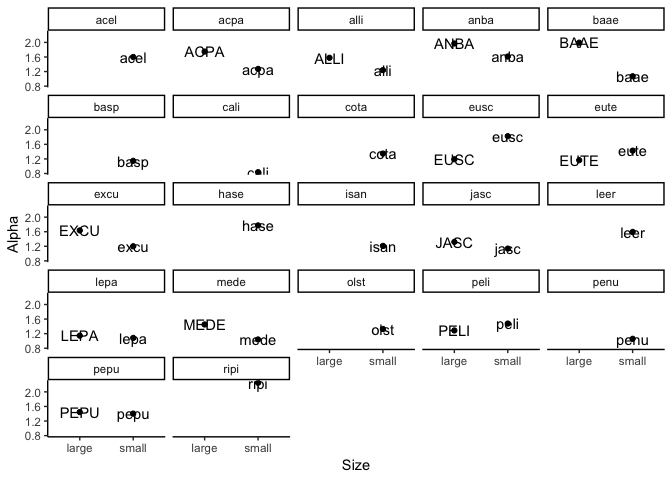 acel acpa alli anba baae
2.0 ANBA BAAE
1.6 acel ACPA ALLI anba
1.2 acpa alli baae
0.8
basp cali cota eusc eute
2.0 eusc
1.6 cota eute
1.2 basp EUSC EUTE
0.8 cali
excu hase isan jasc leer
2.0 hase
1.6 EXCU leer
1.2 excu isan JASC jasc
0.8
lepa mede olst peli penu
2.0
1.6 MEDE peli
1.2 LEPA lepa mede olst PELI penu
0.8
large small large small large small
pepu ripi
2.0 ripi
1.6
1.2 PEPU pepu
0.8
large small large small
Alpha
Size